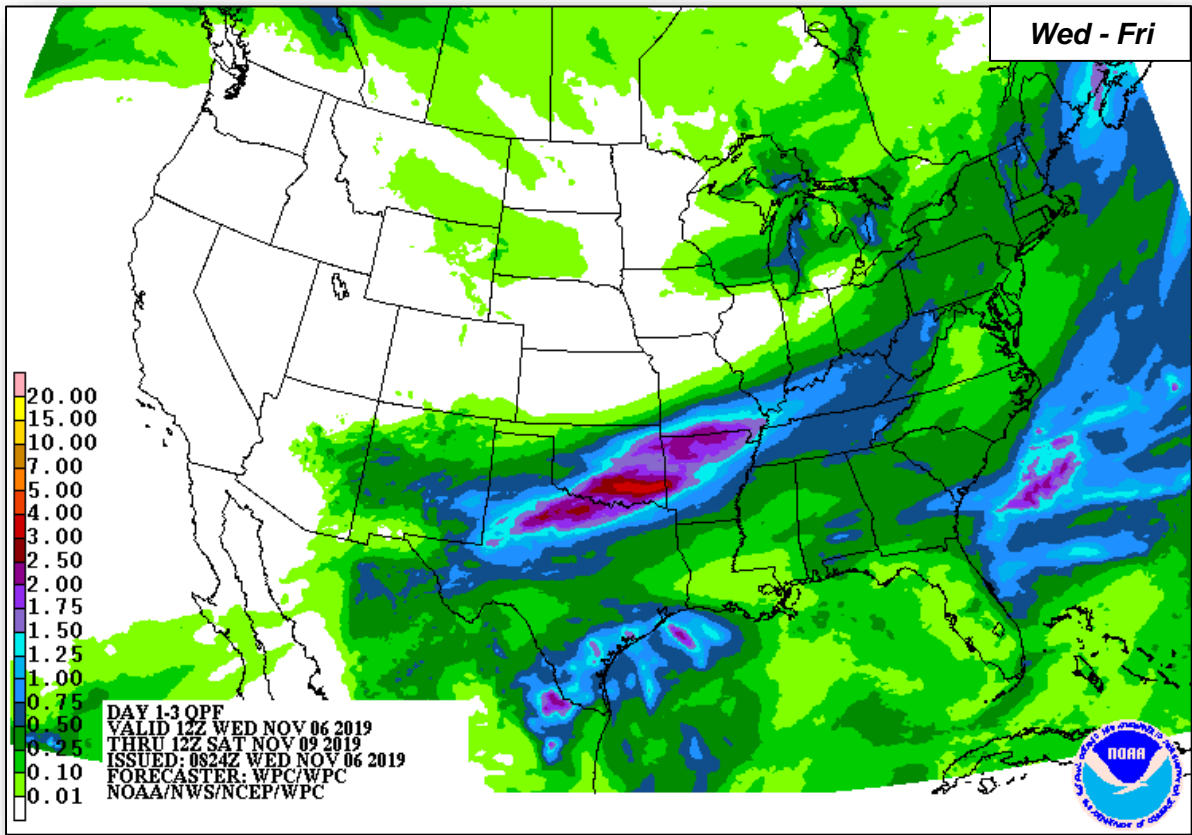 Wed - Fri
20.00
15.00
10.00
7.00
5.00
4.00
3.00
2.50
2.00
1.75
1.50
1.25
1.00
0.75
0.50
0.25
0.10
0.01
DAY 1-3 QPF
VALID 12Z WED NOV 06 2019
THRU 12Z SAT NOV 09 2019
ISSUED: 0824Z WED NOV 06 2019
FORECASTER: WPC/WPC
NOAA/NWS/NCEP/WPC
NOAA